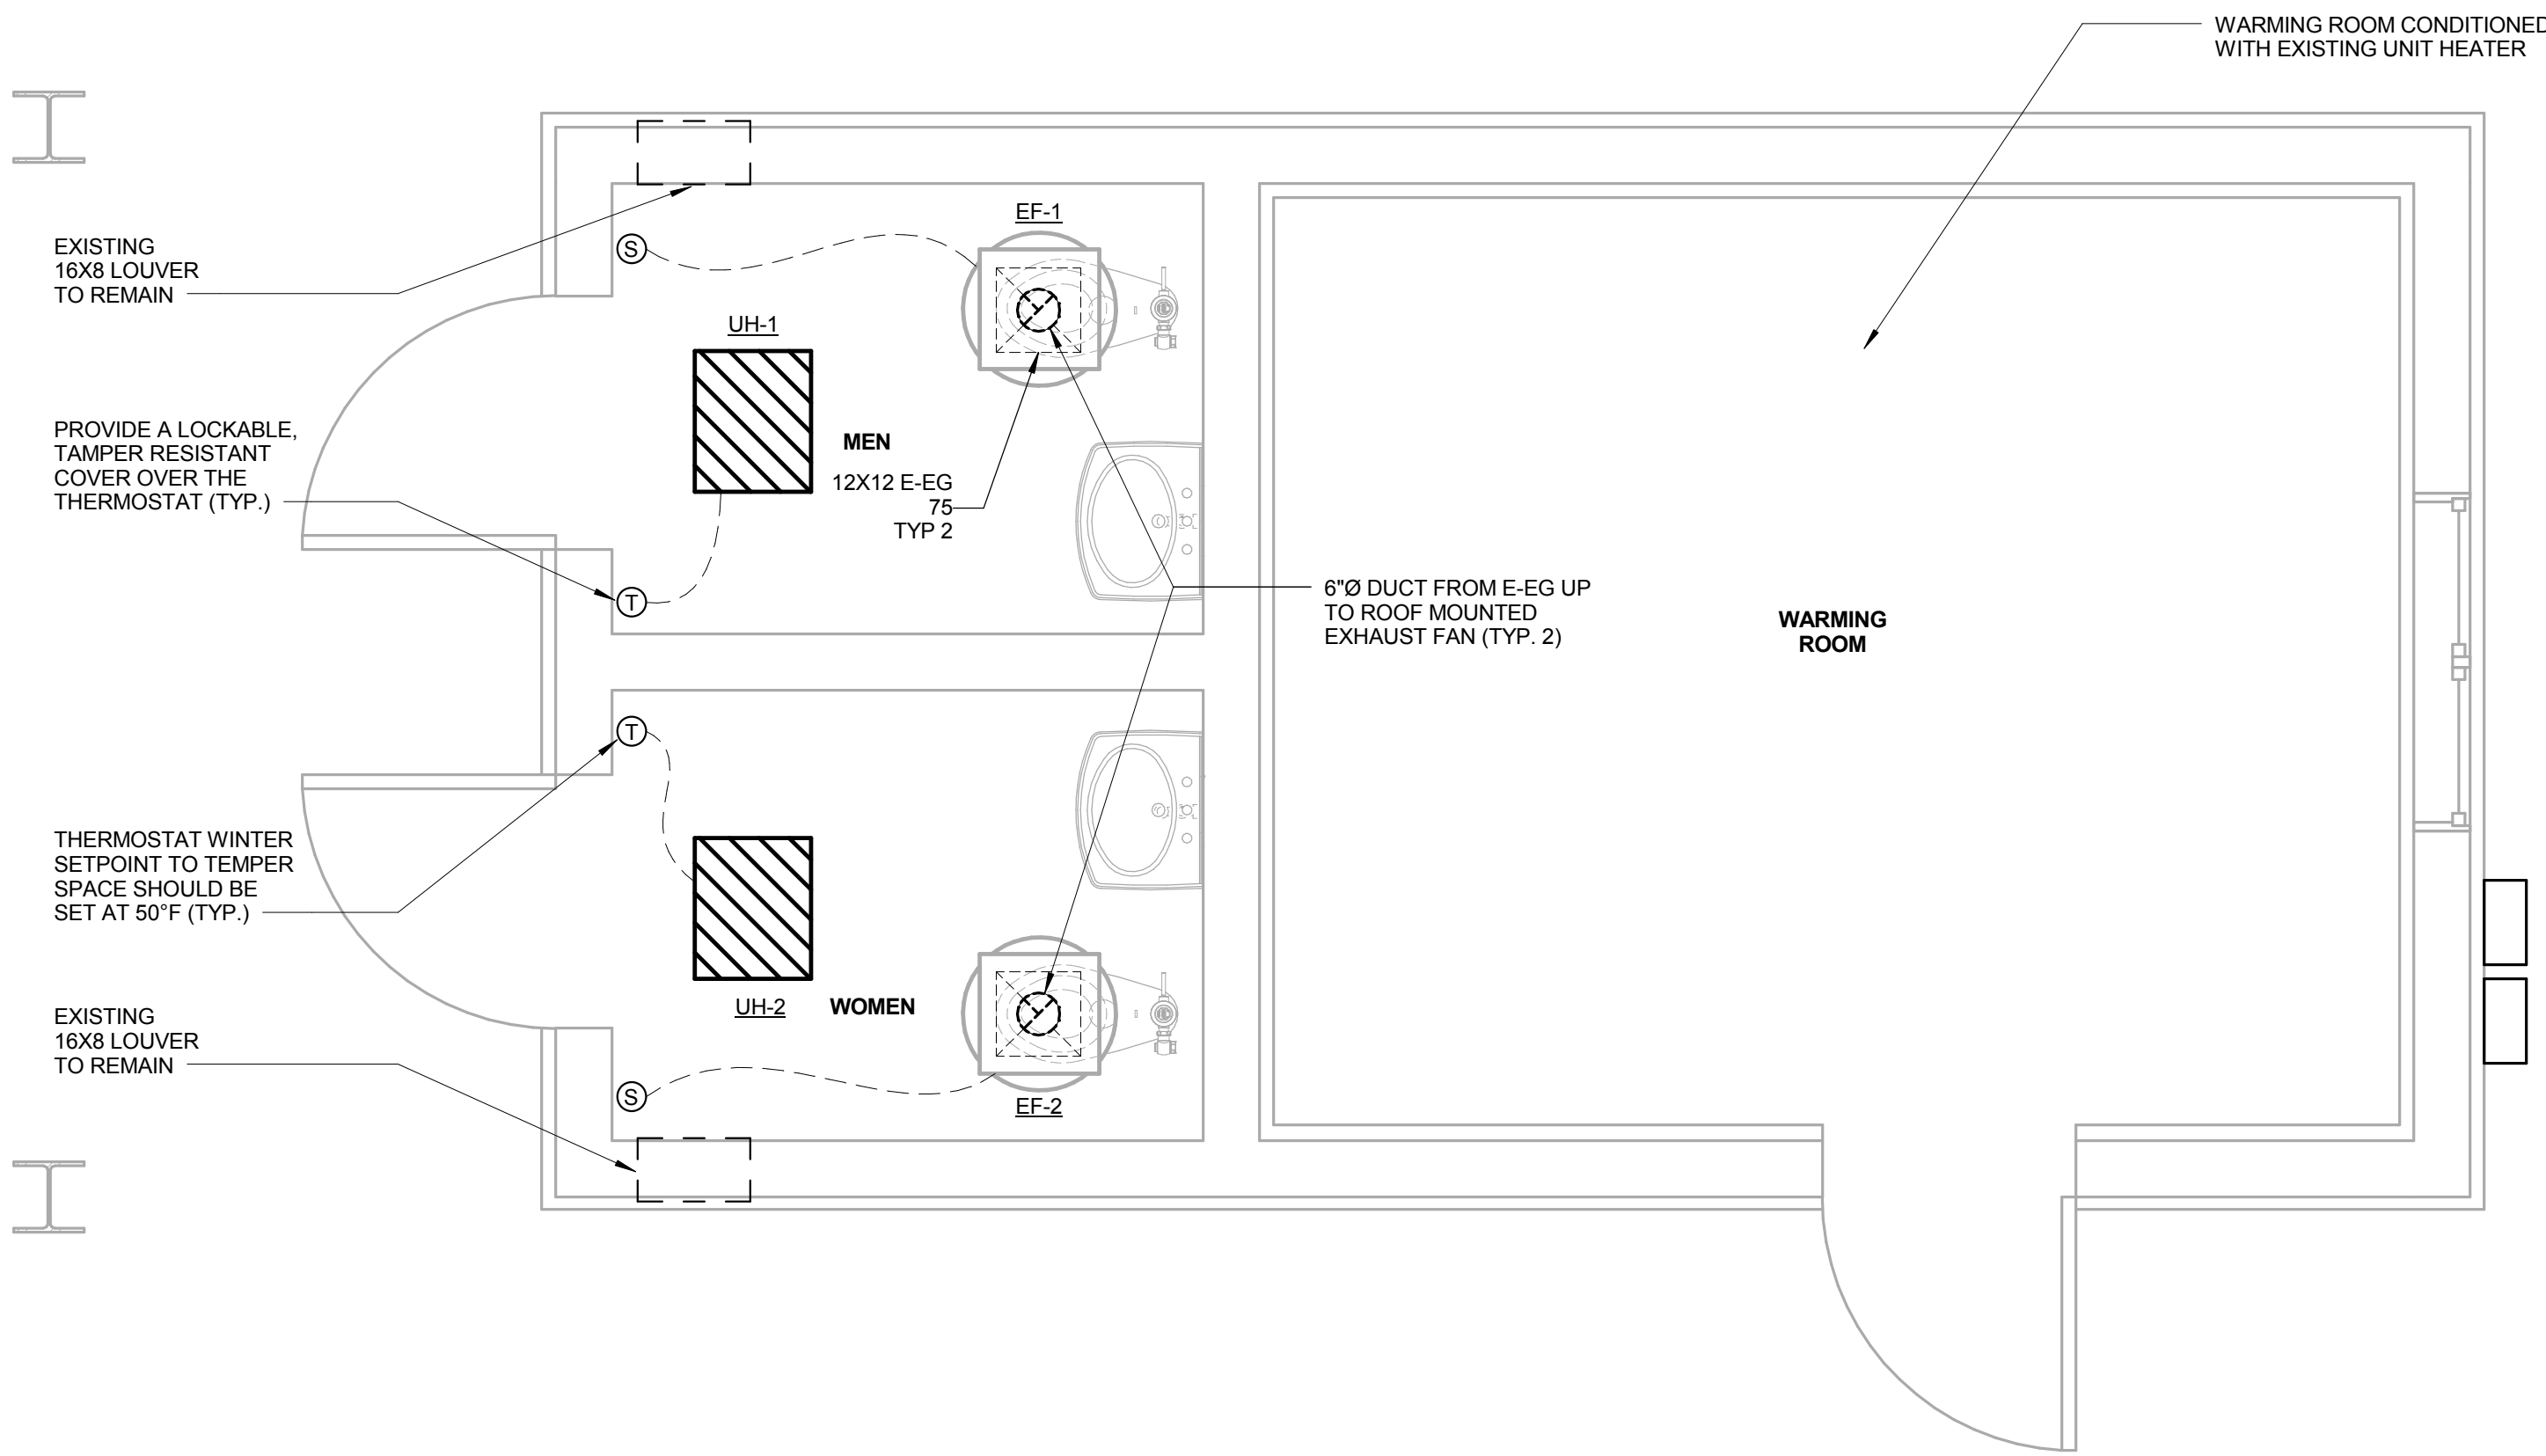 WARMING ROOM CONDITIONED
WITH EXISTING UNIT HEATER
EXISTING
16X8 LOUVER
TO REMAIN
S
EF-1
UH-1
PROVIDE A LOCKABLE,
TAMPER RESISTANT
COVER OVER THE
THERMOSTAT (TYP.)
MEN
12X12 E-EG
75
TYP 2
T
6"Ø DUCT FROM E-EG UP
TO ROOF MOUNTED
EXHAUST FAN (TYP. 2)
WARMING
ROOM
T
THERMOSTAT WINTER
SETPOINT TO TEMPER
SPACE SHOULD BE
SET AT 50°F (TYP.)
UH-2
WOMEN
EXISTING
16X8 LOUVER
TO REMAIN
S
EF-2